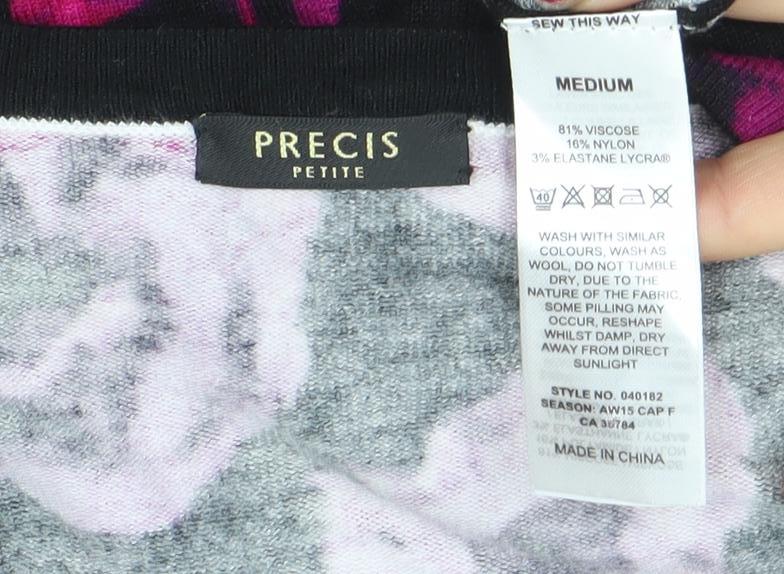 SEW THIS WAY
PRECIS
PETITE
MEDIUM
81% VISCOSE
16% NYLON
3% ELASTANE LYCRA®
40
WASH WITH SIMILAR
COLOURS, WASH AS
WOOL, DO NOT TUMBLE
DRY, DUE TO THE
NATURE OF THE FABRIC,
SOME PILLING MAY
OCCUR, RESHAPE
WHILST DAMP, DRY
AWAY FROM DIRECT
SUNLIGHT
STYLE NO. 040182
SEASON: AW15 CAP F
CA 36784
MADE IN CHINA